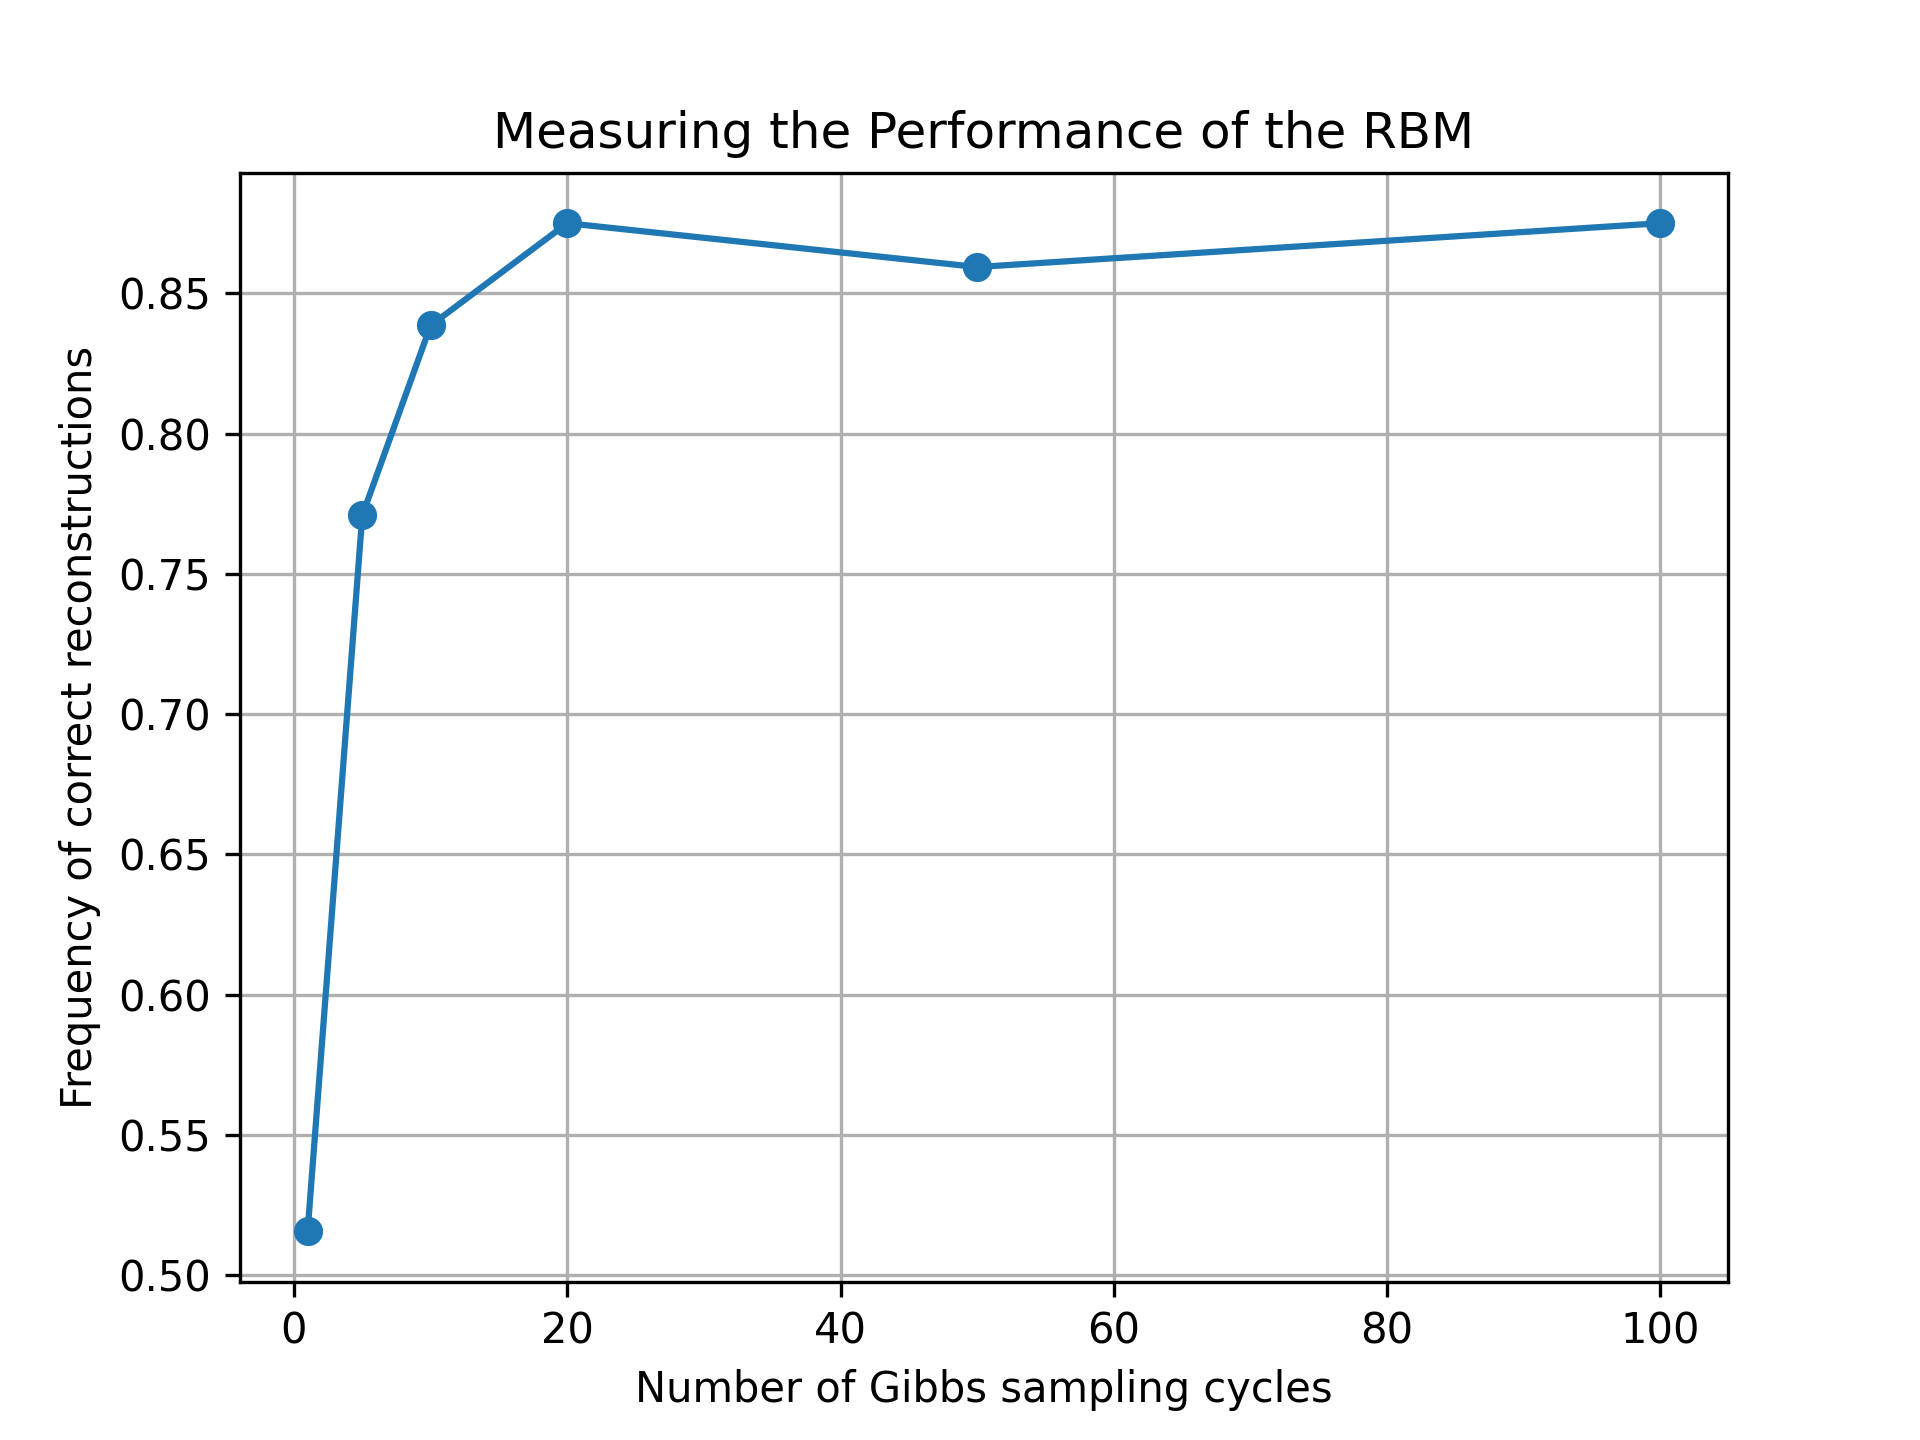 Measuring the Performance of the RBM
Frequency of correct reconstructions
0.85
0.80
0.75
0.70
0.65
0.60
0.55
0.50
0 20 40 60 80 100
Number of Gibbs sampling cycles